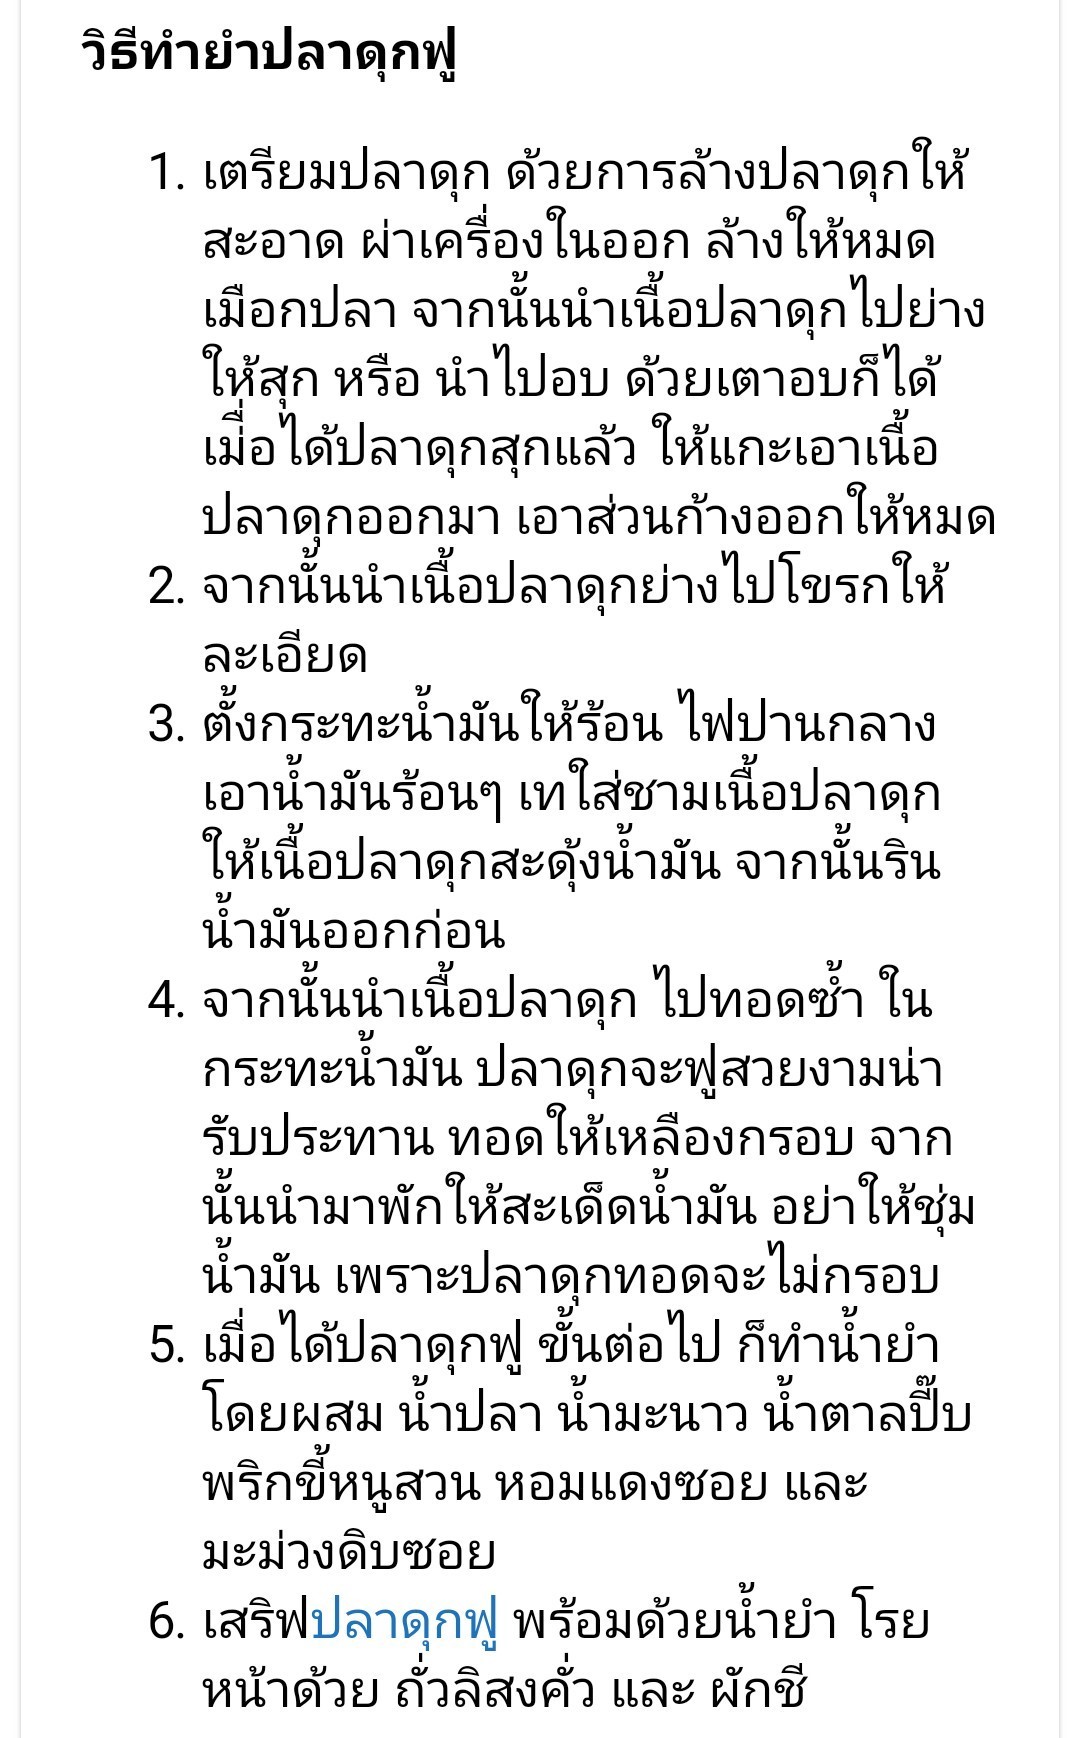 วิธีทำยำปลาดุกฟู
1. เตรียมปลาดุก ด้วยการล้างปลาดุกให้
สะอาด ผ่าเครื่องในออก ล้างให้หมด
เมือกปลา จากนั้นนำเนื้อปลาดุกไปย่าง
ให้สุก หรือ นำไปอบ ด้วยเตาอบก็ได้
เมื่่อได้ปลาดุกสุกแล้ว ให้แกะเอาเนื้อ
ปลาดุกออกมา เอาส่วนก้างออกให้หมด
2. จากนั้นนำเนื้อปลาดุกย่างไปโขรกให้
ละเอียด
3. ตั้งกระทะน้ำมันให้ร้อน ไฟปานกลาง
เอาน้ำมันร้อนๆ เทใส่ชามเนื้อปลาดุก
ให้เนื้อปลาดุกสะดุ้งน้ำมัน จากนั้นริน
น้ำมันออกก่อน
4. จากนั้นนำเนื้อปลาดุก ไปทอดซ้ำ ใน
กระทะน้ำมัน ปลาดุกจะฟูสวยงามน่า
รับประทาน ทอดให้เหลืองกรอบ จาก
นั้นนำมาพักให้สะเด็ดน้ำมัน อย่าให้ชุ่ม
น้ำมัน เพราะปลาดุกทอดจะไม่กรอบ
5. เมื่อได้ปลาดุกฟู ขั้นต่อไป ก็ทำน้ำยำ
โดยผสม น้ำปลา น้ำมะนาว น้ำตาลปี๊บ
พริกขี้หนูสวน หอมแดงซอย และ
มะม่วงดิบซอย
6. เสริฟปลาดุกฟู พร้อมด้วยน้ำยำ โรย
หน้าด้วย ถั่วลิสงคั่ว และ ผักชี